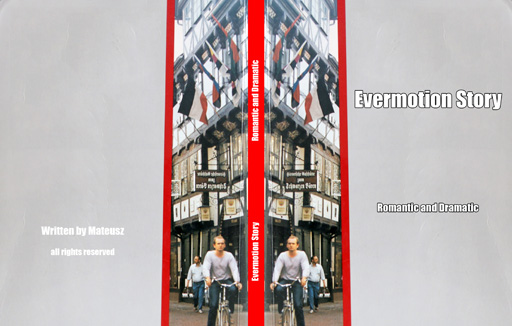 Evermotion Story
Romantic and Dramatic
Romantic and Dramatic
Evermotion Story
Written by Mateusz
all rights reserved